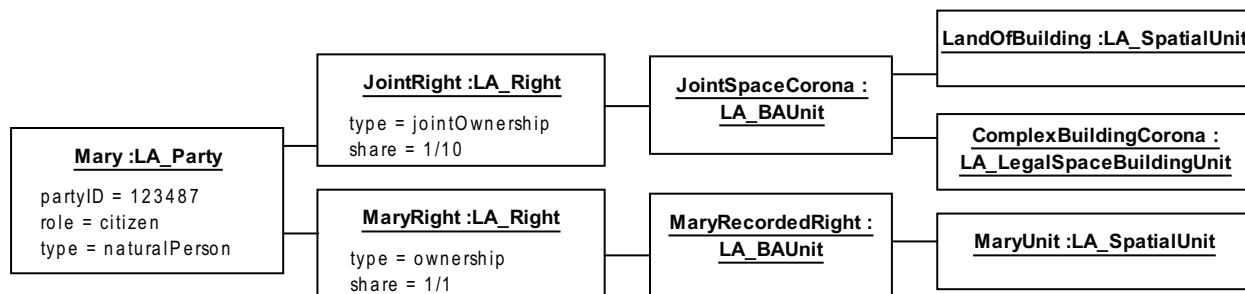 Mary :LA_Party
partyID = 123487
role = citizen
type = naturalPerson
JointRight :LA_Right
type = jointOwnership
share = 1/10
MaryRight :LA_Right
type = ownership
share = 1/1
JointSpaceCorona :
LA_BAUnit
MaryRecordedRight :
LA_BAUnit
LandOfBuilding :LA_SpatialUnit
ComplexBuildingCorona :
LA_LegalSpaceBuildingUnit
MaryUnit :LA_SpatialUnit